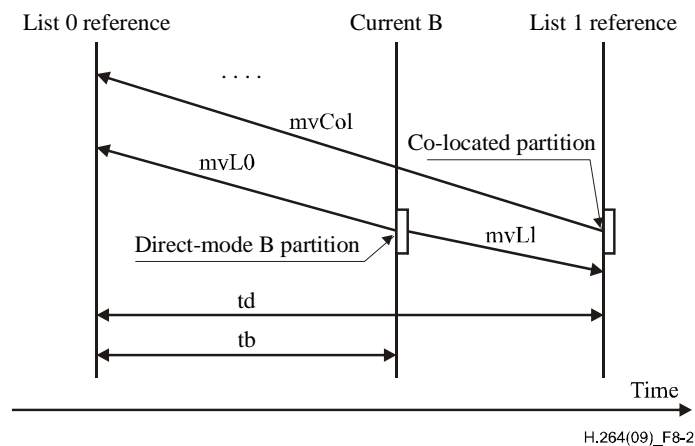 List 0 reference
Current B
List 1 reference
. . . .
mvCol
Co-located partition
mvL0
Direct-mode B partition
mvLl
td
tb
Time
H.264(09)_F8-2